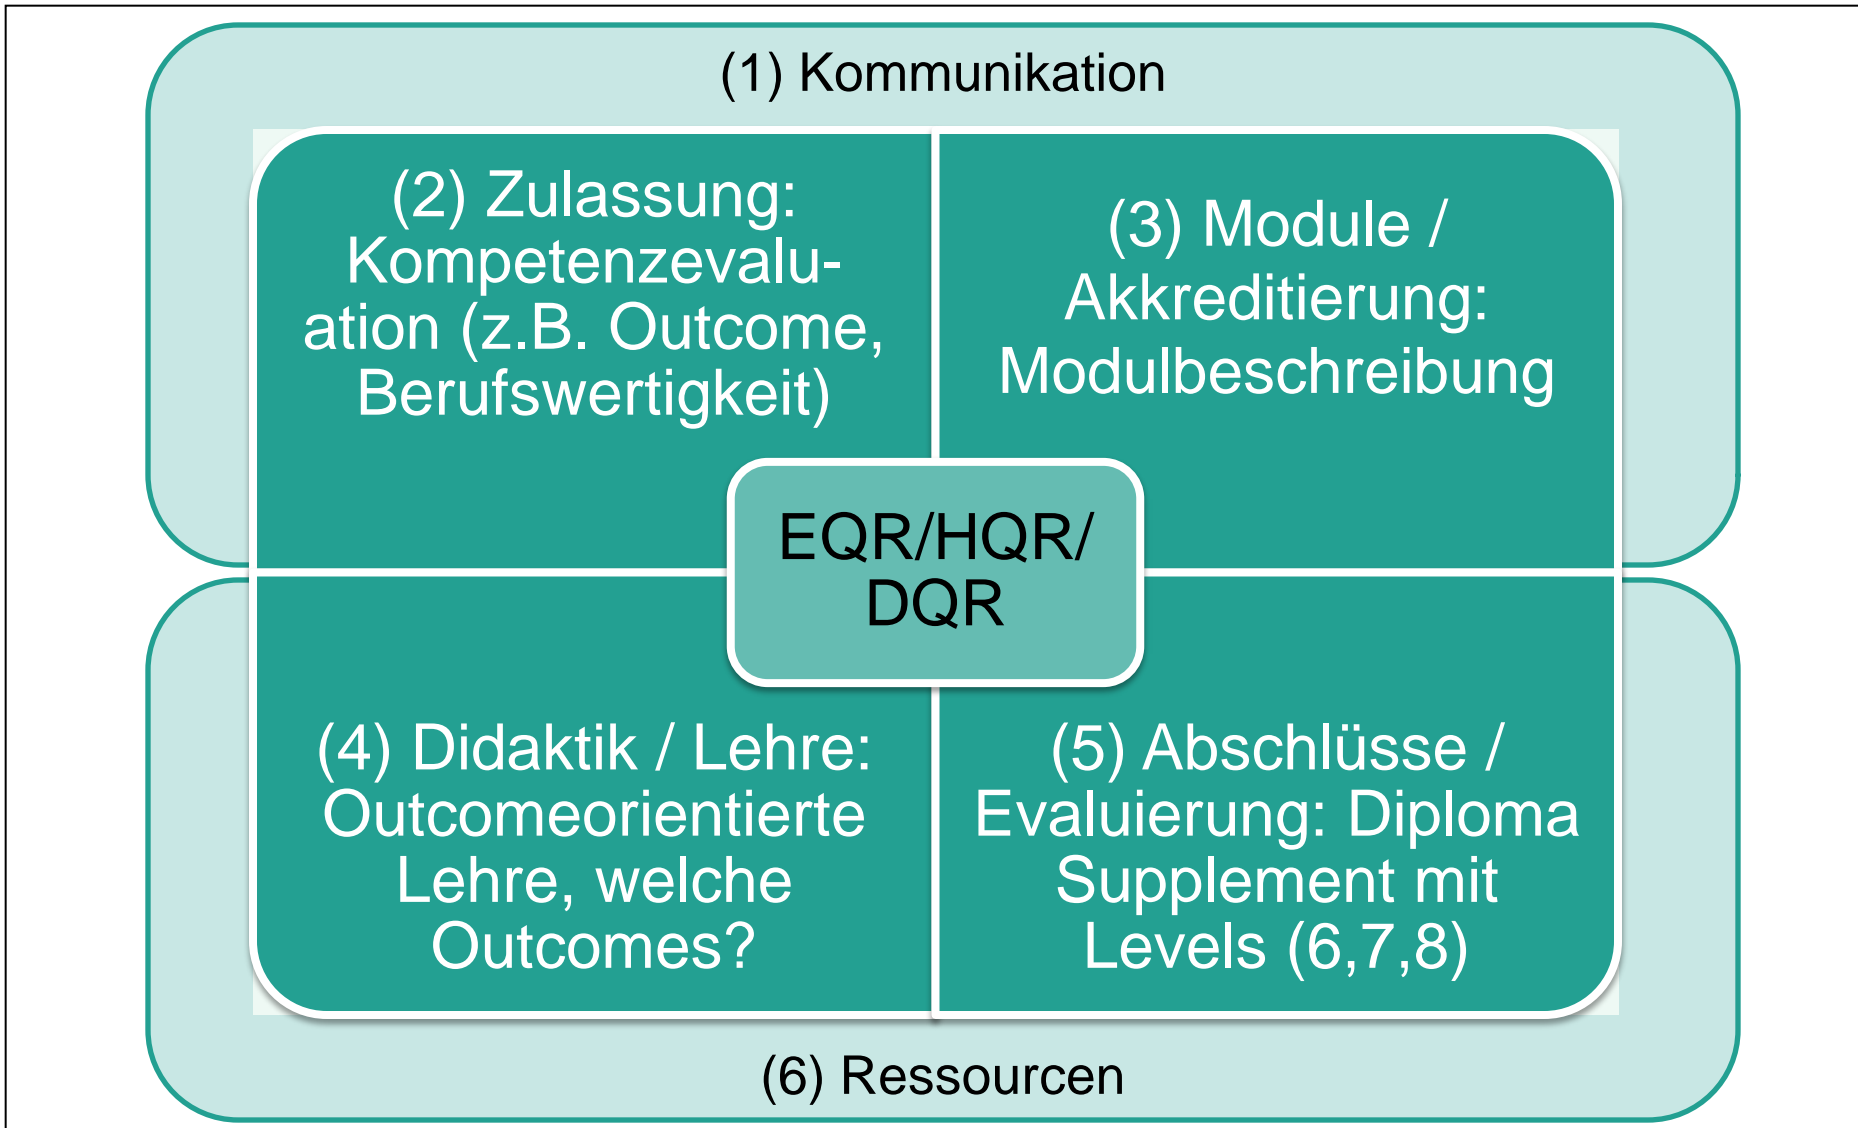 (1) Kommunikation
(2) Zulassung:
Kompetenzevalu-
ation (z.B. Outcome,
Berufswertigkeit)
(3) Module /
Akkreditierung:
Modulbeschreibung
EQR/HQR/
DQR
(4) Didaktik / Lehre:
Outcomeorientierte
Lehre, welche
Outcomes?
(5) Abschlüsse /
Evaluierung: Diploma
Supplement mit
Levels (6,7,8)
(6) Ressourcen